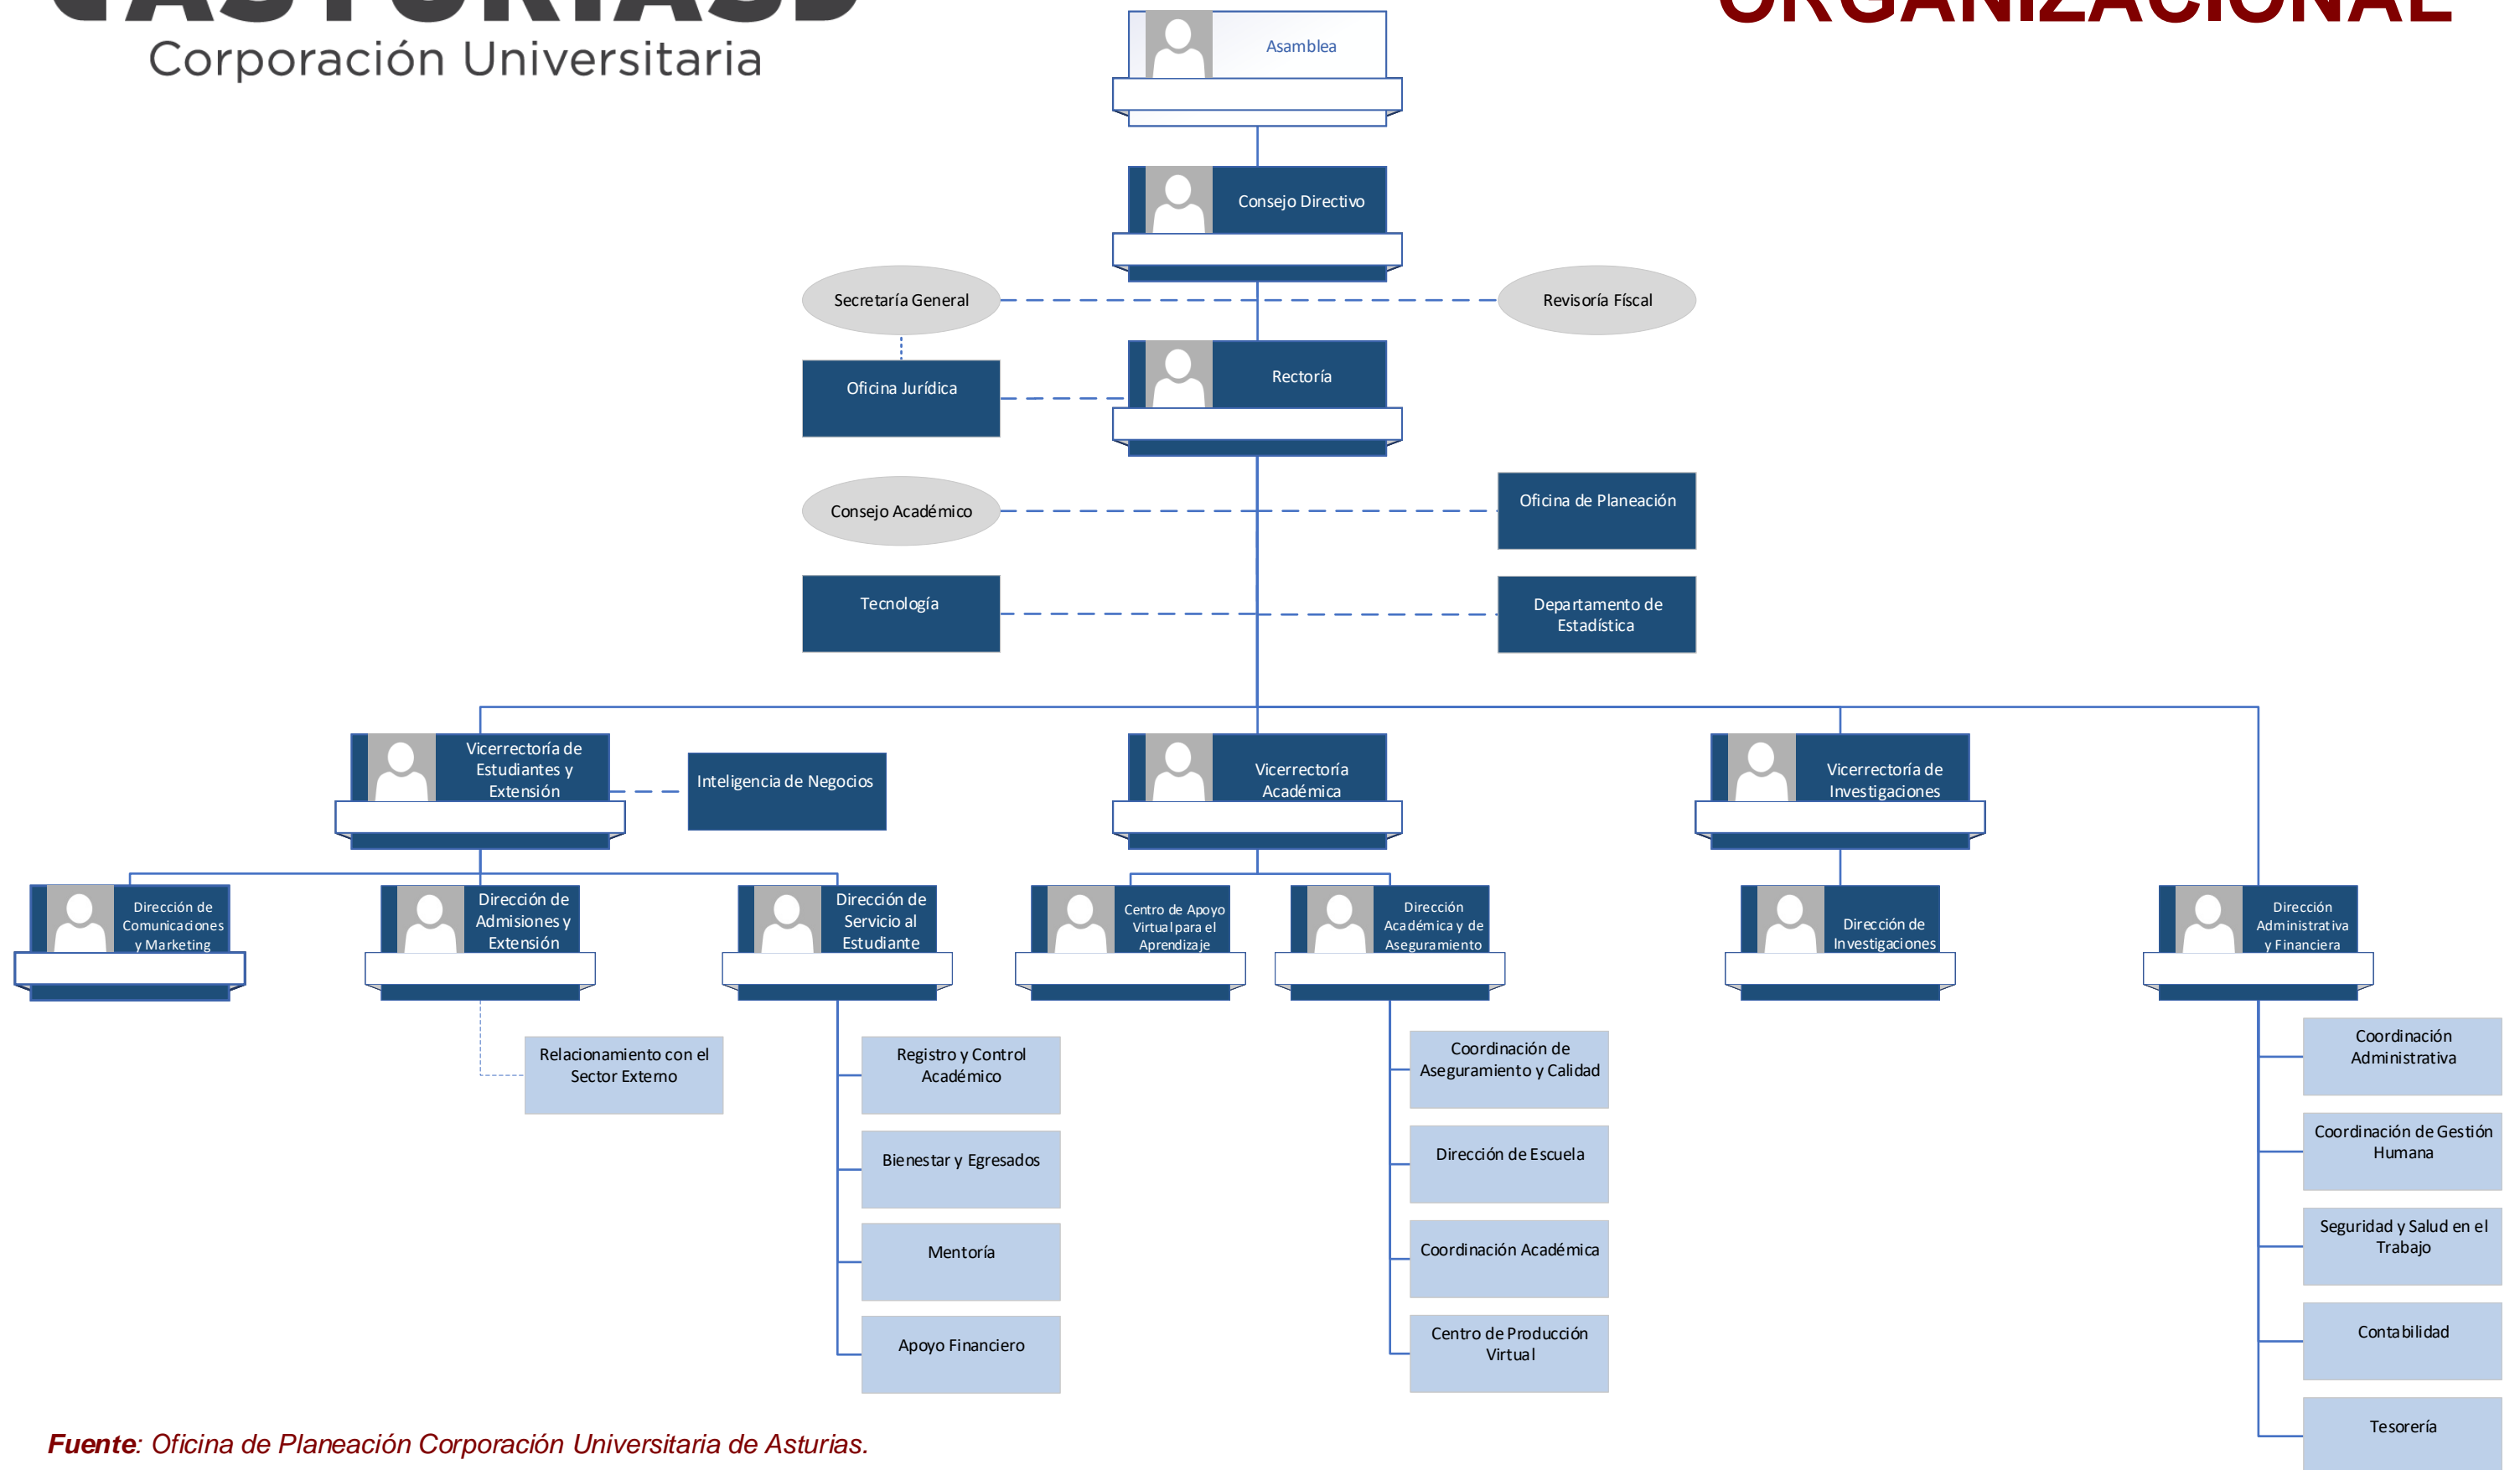 ORGANIZACIONAL
Corporación Universitaria
Asamblea
Consejo Directivo
Secretaría General
Revisoría Físcal
Rectoría
Oficina Jurídica
Consejo Académico
Oficina de Planeación
Tecnología
Departamento de
Estadística
Vicerrectoría de
Estudiantes y
Extensión
Inteligencia de Negocios
Vicerrectoría
Académica
Vicerrectoría de
Investigaciones
Dirección de
Comunicaciones
y Marketing
Dirección de
Admisiones y
Extensión
Dirección de
Servicio al
Estudiante
Centro de Apoyo
Virtual para el
Aprendizaje
Dirección
Académica y de
Aseguramiento
Dirección de
Investigaciones
Dirección
Administrativa
y Financiera
Relacionamiento con el
Sector Externo
Registro y Control
Académico
Bienestar y Egresados
Mentoría
Apoyo Financiero
Coordinación de
Aseguramiento y Calidad
Dirección de Escuela
Coordinación Académica
Centro de Producción
Virtual
Coordinación
Administrativa
Coordinación de Gestión
Humana
Seguridad y Salud en el
Trabajo
Contabilidad
Tesorería
Fuente: Oficina de Planeación Corporación Universitaria de Asturias.